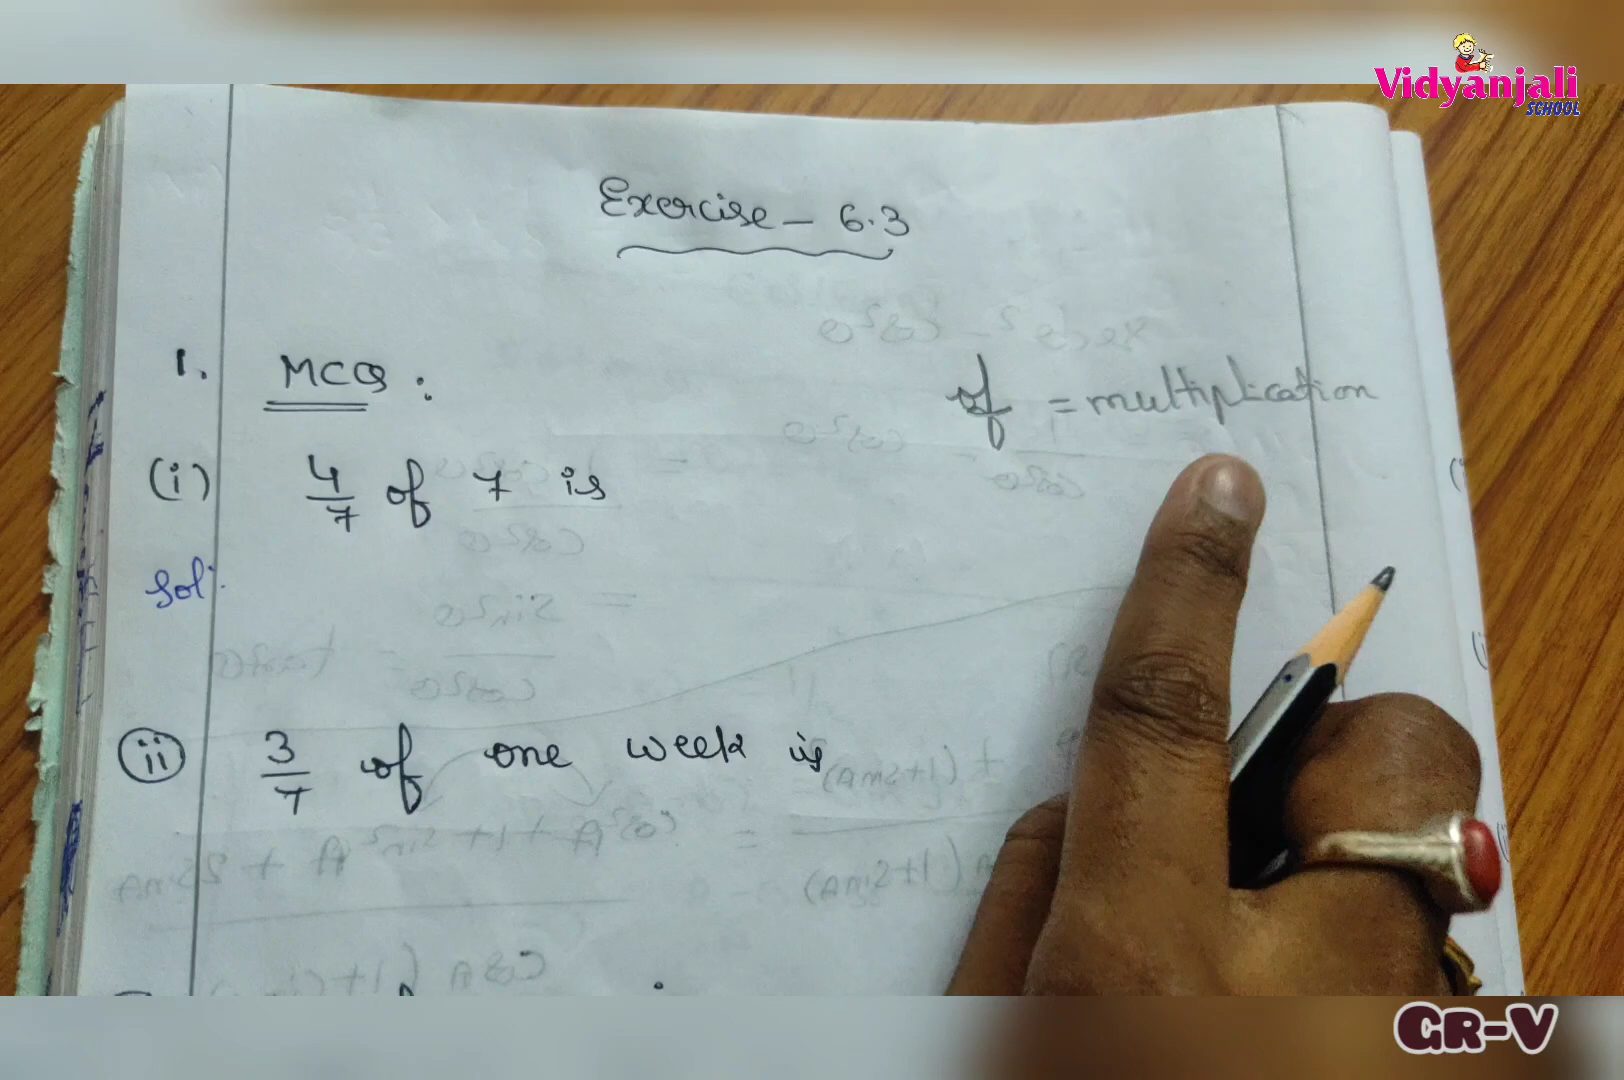 Vidyanjali
SCHOOL
Exercise - 6.3
1. MCQ :
of = multiplication
(i) 4/7 of 7 is
Sol:
(ii) 3/7 of one week is
GR-V